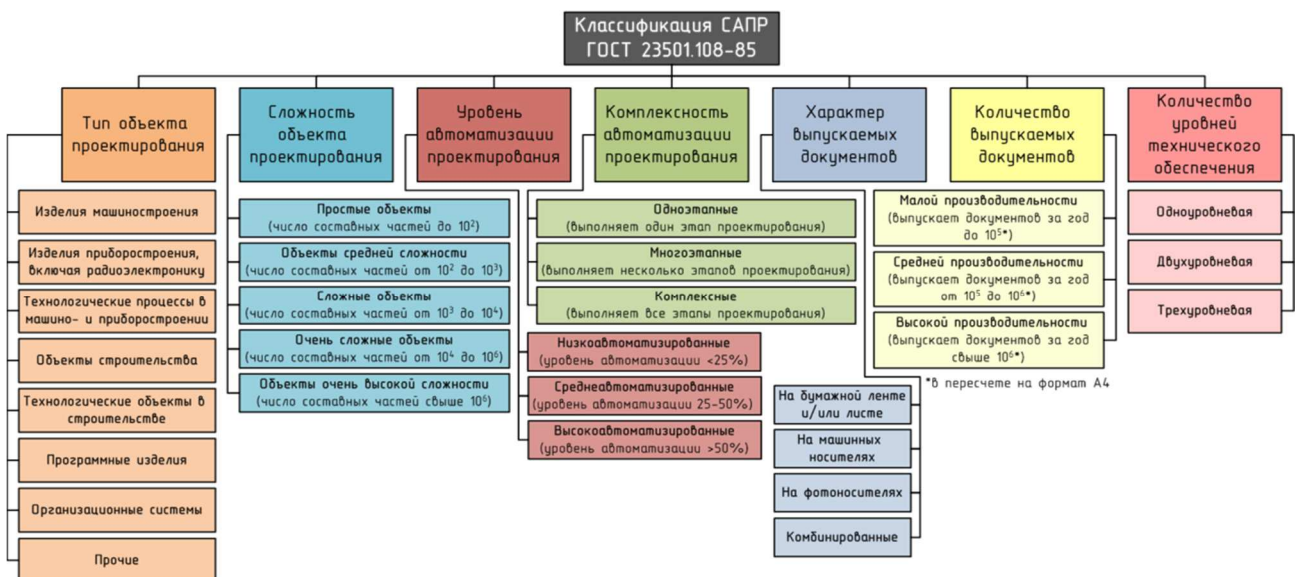 Классификация САПР
ГОСТ 23501.108-85
Тип объекта
проектирования
Изделия машиностроения
Изделия приборостроения,
включая радиоэлектронику
Технологические процессы в
машино- и приборостроении
Объекты строительства
Технологические объекты в
строительстве
Программные изделия
Организационные системы
Прочие
Сложность
объекта
проектирования
Простые объекты
(число составных частей до 10²)
Объекты средней сложности
(число составных частей от 10² до 10³)
Сложные объекты
(число составных частей от 10³ до 10⁴)
Очень сложные объекты
(число составных частей от 10⁴ до 10⁶)
Объекты очень высокой сложности
(число составных частей свыше 10⁶)
Уровень
автоматизации
проектирования
Низкоавтоматизированные
(уровень автоматизации <25%)
Среднеавтоматизированные
(уровень автоматизации 25-50%)
Высокоавтоматизированные
(уровень автоматизации >50%)
Комплексность
автоматизации
проектирования
Одноэтапные
(выполняет один этап проектирования)
Многоэтапные
(выполняет несколько этапов проектирования)
Комплексные
(выполняет все этапы проектирования)
Характер
выпускаемых
документов
На бумажной ленте
и/или листе
На машинных
носителях
На фотоносителях
Комбинированные
Количество
выпускаемых
документов
Малой производительности
(выпускает документов за год
до 10⁵*)
Средней производительности
(выпускает документов за год
от 10⁵ до 10⁶*)
Высокой производительности
(выпускает документов за год
свыше 10⁶*)
*в пересчете на формат А4
Количество
уровней
технического
обеспечения
Одноуровневая
Двухуровневая
Трехуровневая